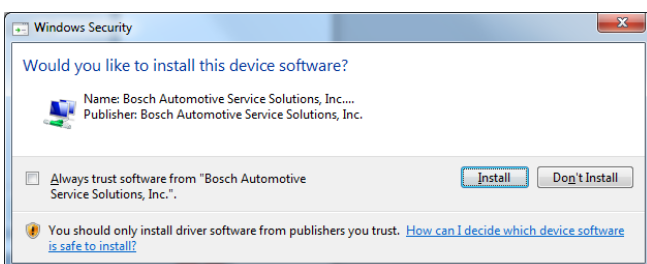 Windows Security
Would you like to install this device software?
Name: Bosch Automotive Service Solutions, Inc....
Publisher: Bosch Automotive Service Solutions, Inc.
Always trust software from "Bosch Automotive
Service Solutions, Inc.".
Install
Don't Install
You should only install driver software from publishers you trust. How can I decide which device software
is safe to install?